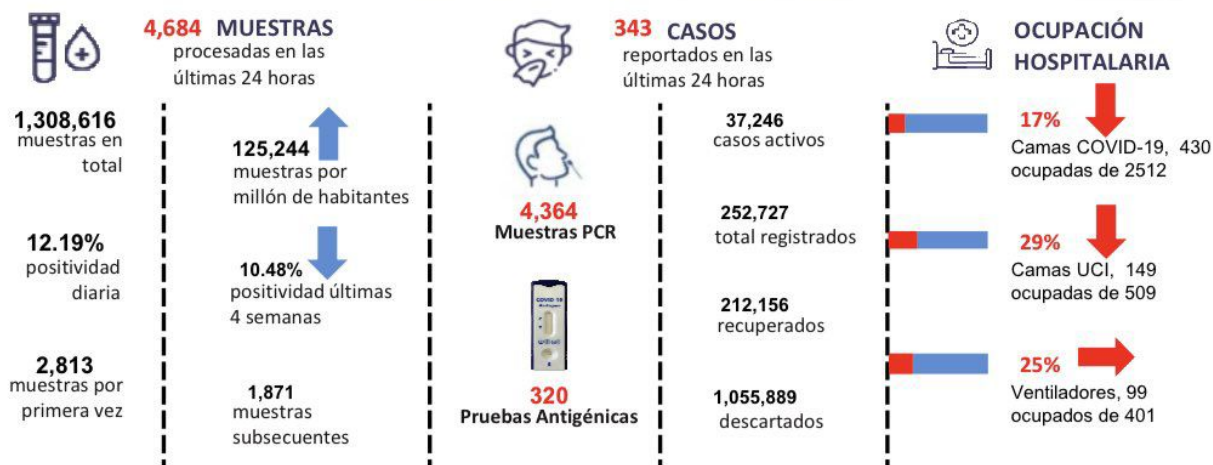 4,684 MUESTRAS
procesadas en las
últimas 24 horas
1,308,616
muestras en
total
12.19%
positividad
diaria
2,813
muestras por
primera vez
125,244
muestras por
millón de habitantes
10.48%
positividad últimas
4 semanas
1,871
muestras
subsecuentes
343 CASOS
reportados en las
últimas 24 horas
4,364
Muestras PCR
COVID-19
320
Pruebas Antigénicas
37,246
casos activos
252,727
total registrados
212,156
recuperados
1,055,889
descartados
OCUPACIÓN
HOSPITALARIA
17%
Camas COVID-19, 430
ocupadas de 2512
29%
Camas UCI, 149
ocupadas de 509
25%
Ventiladores, 99
ocupados de 401